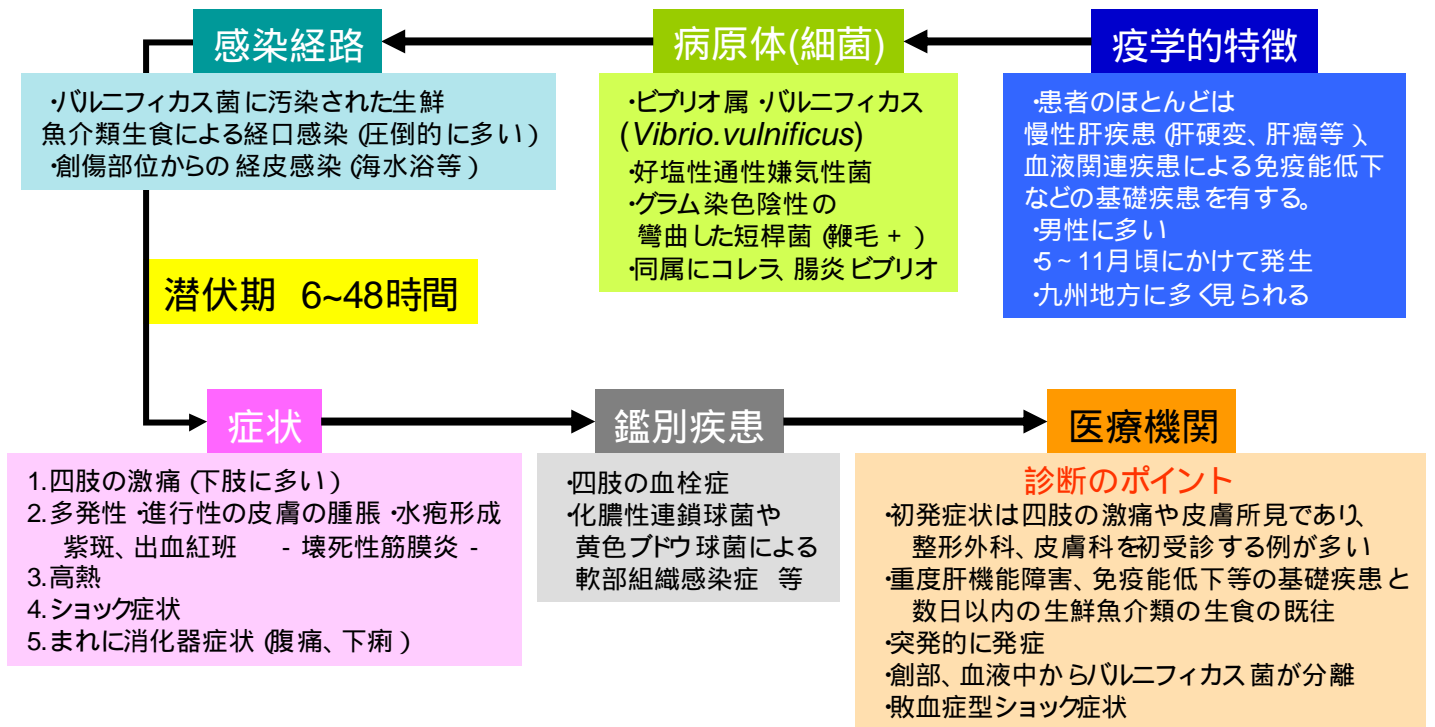 感染経路
・バルニフィカス菌に汚染された生鮮
魚介類生食による経口感染(圧倒的に多い)
・創傷部位からの経皮感染(海水浴等)
病原体(細菌)
・ビブリオ属・バルニフィカス
(Vibrio.vulnificus)
・好塩性通性嫌気性菌
・グラム染色陰性の
彎曲した短桿菌(鞭毛+)
・同属にコレラ、腸炎ビブリオ
疫学的特徴
・患者のほとんどは
慢性肝疾患(肝硬変、肝癌等)、
血液関連疾患による免疫能低下
などの基礎疾患を有する。
・男性に多い
・5~11月頃にかけて発生
・九州地方に多く見られる
潜伏期 6~48時間
症状
1.四肢の激痛(下肢に多い)
2.多発性・進行性の皮膚の腫脹・水疱形成
紫斑、出血紅班 - 壊死性筋膜炎 -
3.高熱
4.ショック症状
5.まれに消化器症状(腹痛、下痢)
鑑別疾患
・四肢の血栓症
・化膿性連鎖球菌や
黄色ブドウ球菌による
軟部組織感染症 等
医療機関
診断のポイント
・初発症状は四肢の激痛や皮膚所見であり、
整形外科、皮膚科を初受診する例が多い
・重度肝機能障害、免疫能低下等の基礎疾患と
数日以内の生鮮魚介類の生食の既往
・突発的に発症
・創部、血液中からバルニフィカス菌が分離
・敗血症型ショック症状